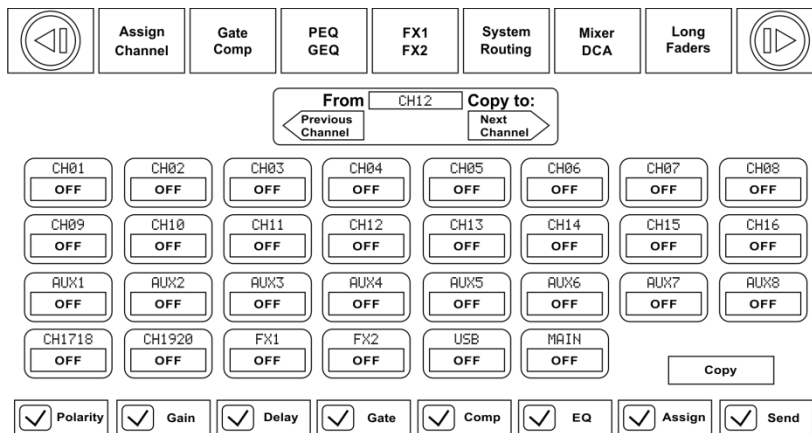 Assign Channel
Gate Comp
PEQ GEQ
FX1 FX2
System Routing
Mixer DCA
Long Faders
From CH12 Copy to:
Previous Channel
Next Channel
CH01 CH02 CH03 CH04 CH05 CH06 CH07 CH08
OFF OFF OFF OFF OFF OFF OFF OFF
CH09 CH10 CH11 CH12 CH13 CH14 CH15 CH16
OFF OFF OFF OFF OFF OFF OFF OFF
AUX1 AUX2 AUX3 AUX4 AUX5 AUX6 AUX7 AUX8
OFF OFF OFF OFF OFF OFF OFF OFF
CH1718 CH1920 FX1 FX2 USB MAIN
OFF OFF OFF OFF OFF OFF
Copy
Polarity Gain Delay Gate Comp EQ Assign Send